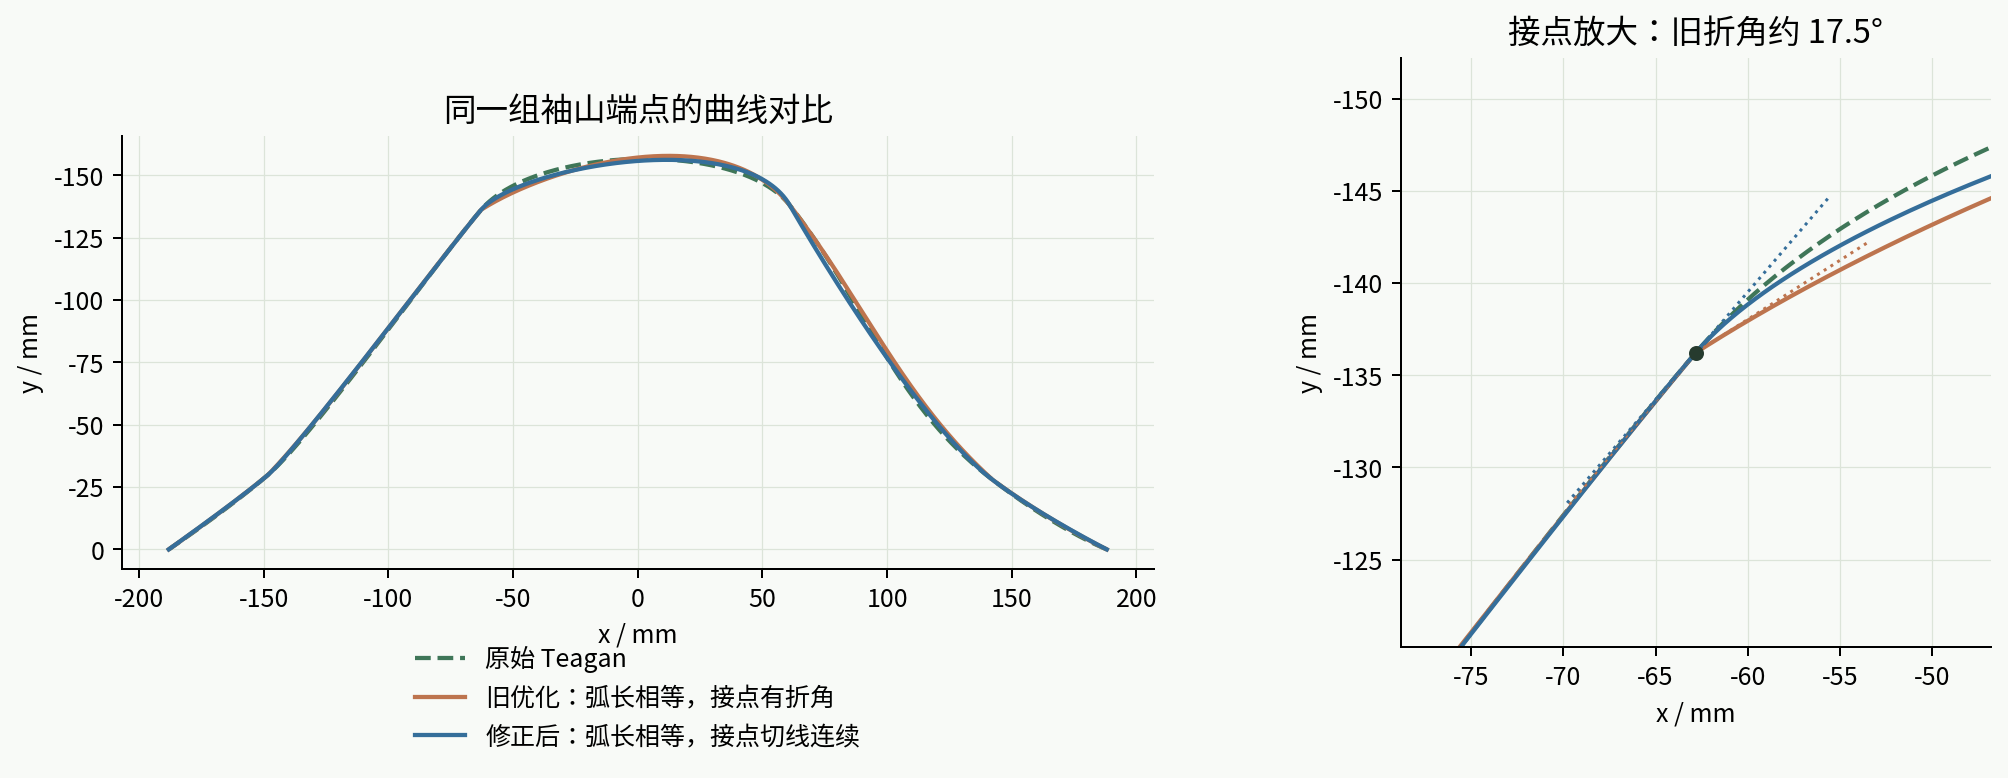 同一组袖山端点的曲线对比
y / mm
-150
-125
-100
-75
-50
-25
0
-200 -150 -100 -50 0 50 100 150 200
x / mm
原始 Teagan
旧优化：弧长相等，接点有折角
修正后：弧长相等，接点切线连续
接点放大：旧折角约 17.5°
y / mm
-150
-145
-140
-135
-130
-125
-75 -70 -65 -60 -55 -50
x / mm